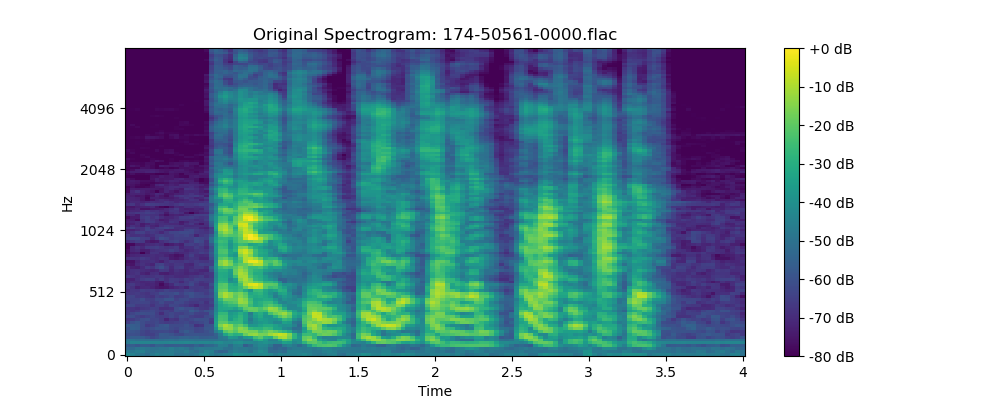 Original Spectrogram: 174-50561-0000.flac
Hz
4096
2048
1024
512
0
0 0.5 1 1.5 2 2.5 3 3.5 4
Time
+0 dB
-10 dB
-20 dB
-30 dB
-40 dB
-50 dB
-60 dB
-70 dB
-80 dB